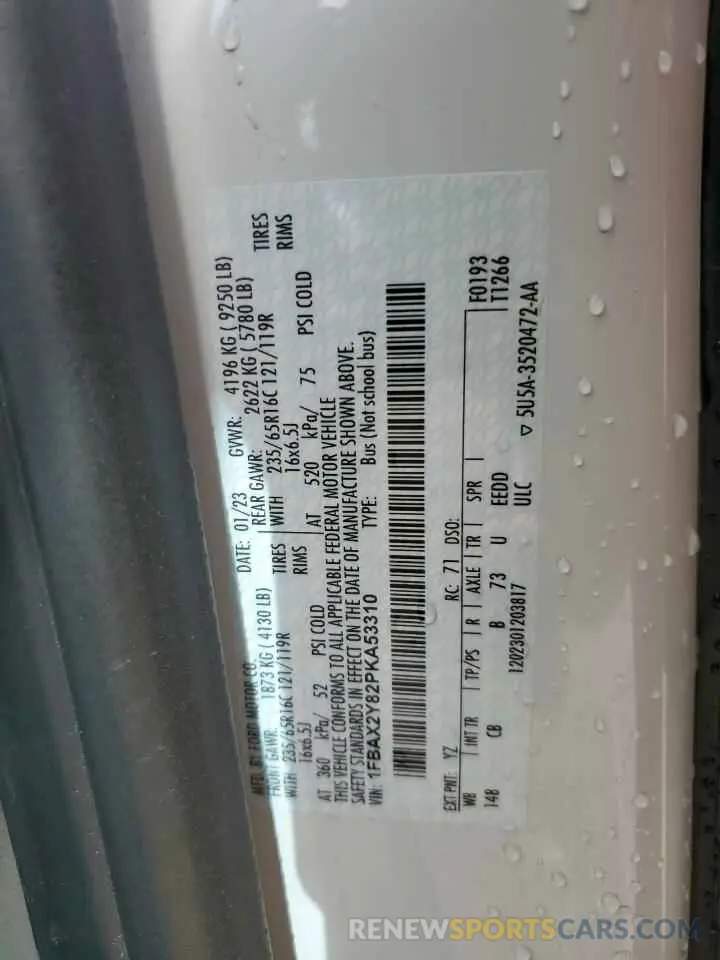 MFD. BY FORD MOTOR CO.
DATE: 01/23 GVWR: 4196 KG ( 9250 LB)
FRONT GAWR: 1873 KG ( 4130 LB) REAR GAWR: 2622 KG ( 5780 LB)
WITH 235/65R16C 121/119R TIRES WITH 235/65R16C 121/119R TIRES
16x6.5J RIMS 16x6.5J RIMS
AT 360 kPa/ 52 PSI COLD AT 520 kPa/ 75 PSI COLD
THIS VEHICLE CONFORMS TO ALL APPLICABLE FEDERAL MOTOR VEHICLE
SAFETY STANDARDS IN EFFECT ON THE DATE OF MANUFACTURE SHOWN ABOVE.
VIN: 1FBAX2Y82PKA53310 TYPE: Bus (Not school bus)
EXT PNT: YZ RC: 71 DSO: F0193
WB INT TR TP/PS R AXLE TR SPR T1266
148 CB B 73 U EEDD
1202301203817 ULC ▽ 5U5A-3520472-AA
RENEWSPORTSCARS.COM